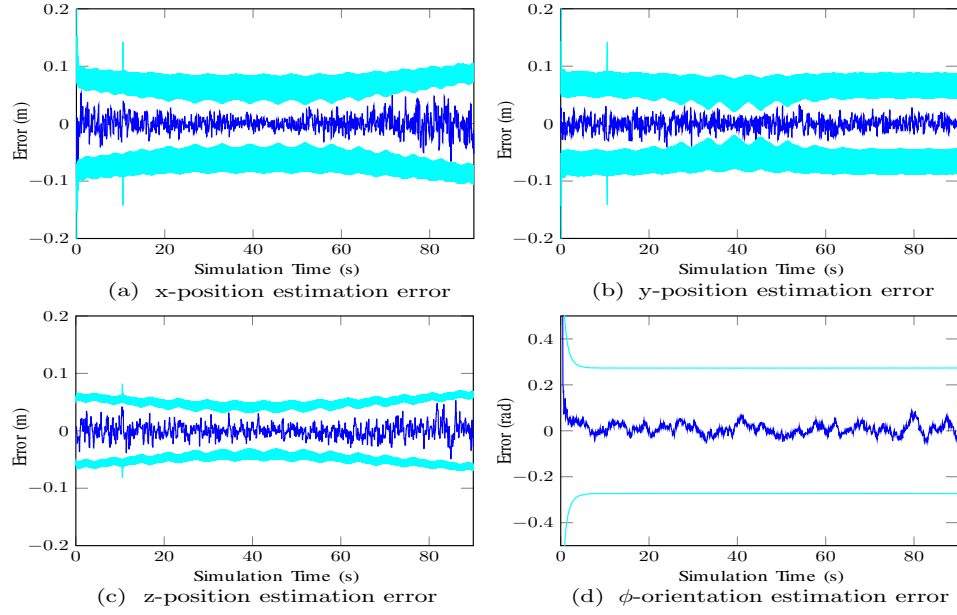 0.2
0.1
0
−0.1
−0.2
Error (m)
0 20 40 60 80
Simulation Time (s)
(a) x-position estimation error
0.2
0.1
0
−0.1
−0.2
Error (m)
0 20 40 60 80
Simulation Time (s)
(b) y-position estimation error
0.2
0.1
0
−0.1
−0.2
Error (m)
0 20 40 60 80
Simulation Time (s)
(c) z-position estimation error
0.4
0.2
0
−0.2
−0.4
Error (rad)
0 20 40 60 80
Simulation Time (s)
(d) ϕ-orientation estimation error